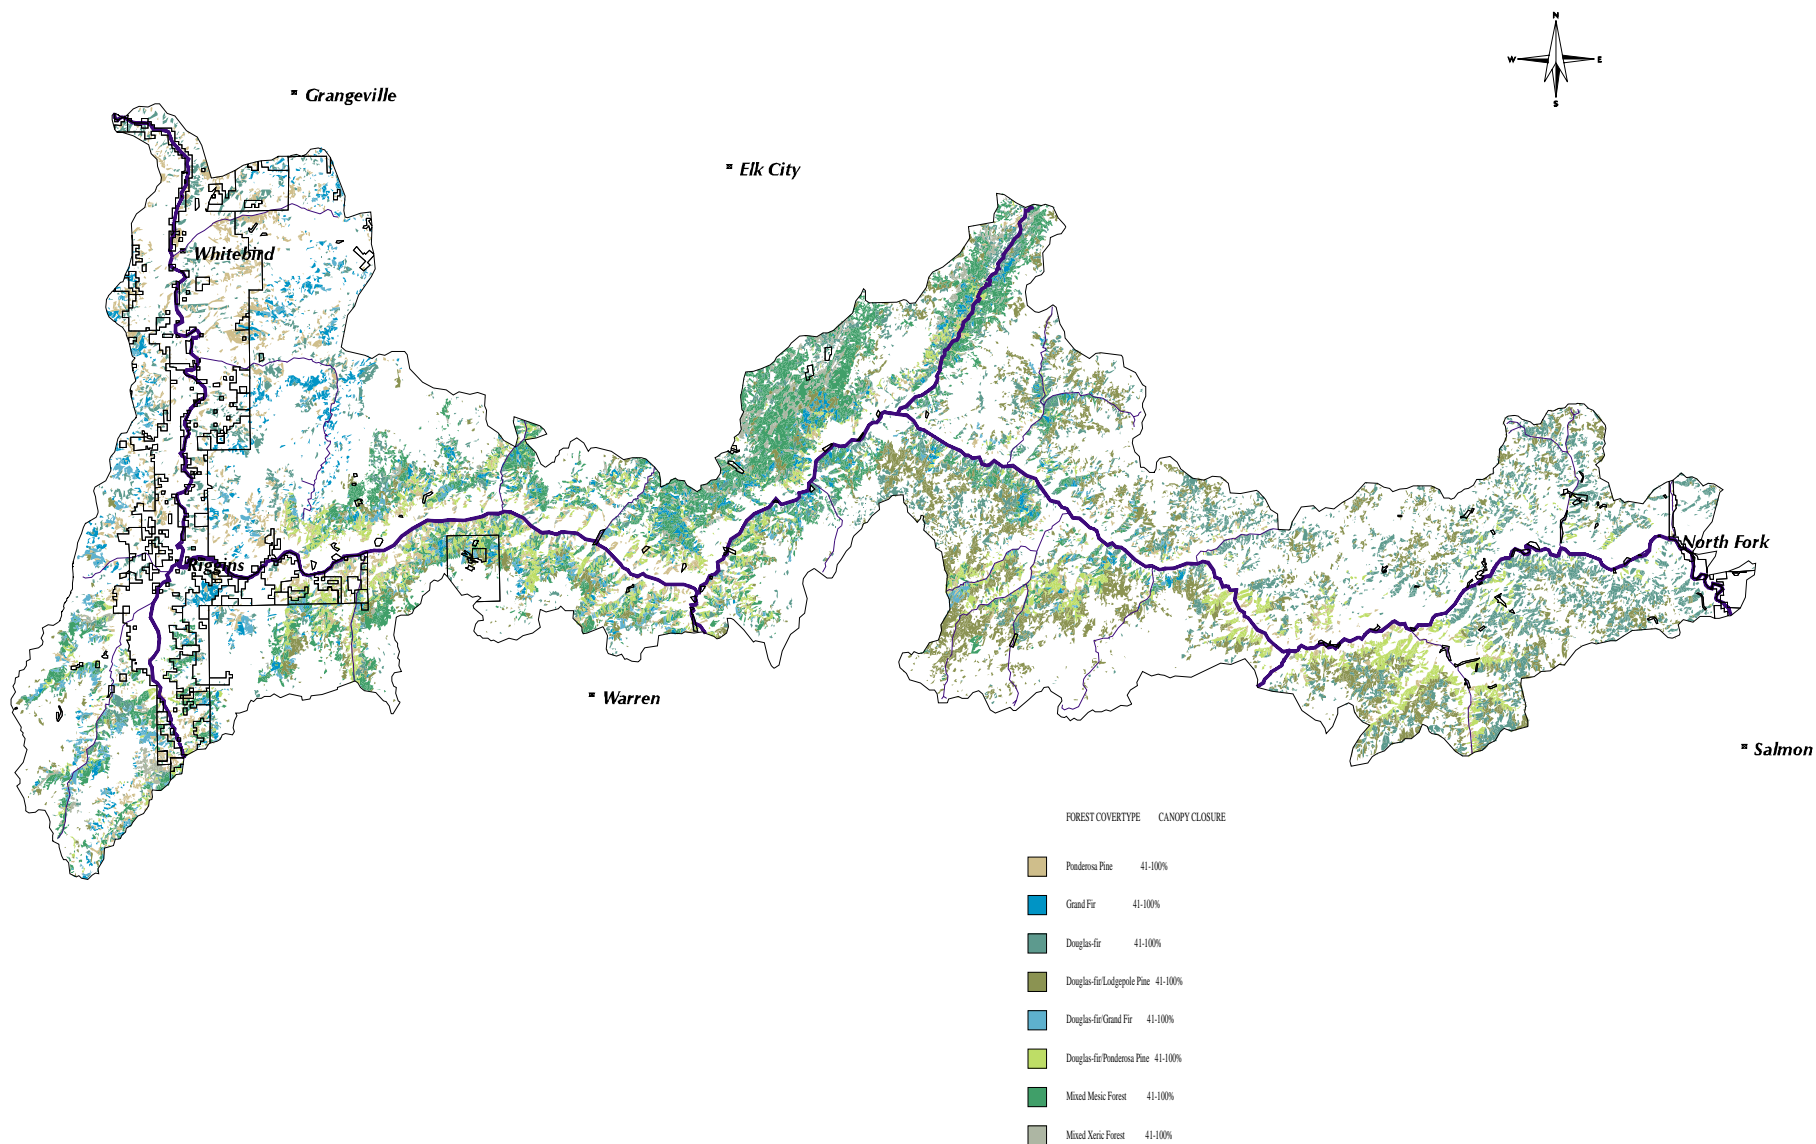 N
W E
S
Grangeville
Elk City
Whitebird
North Fork
Riggins
Warren
Salmon
FOREST COVERTYPE CANOPY CLOSURE
Ponderosa Pine 41-100%
Grand Fir 41-100%
Douglas-fir 41-100%
Douglas-fir/Lodgepole Pine 41-100%
Douglas-fir/Grand Fir 41-100%
Douglas-fir/Ponderosa Pine 41-100%
Mixed Mesic Forest 41-100%
Mixed Xeric Forest 41-100%